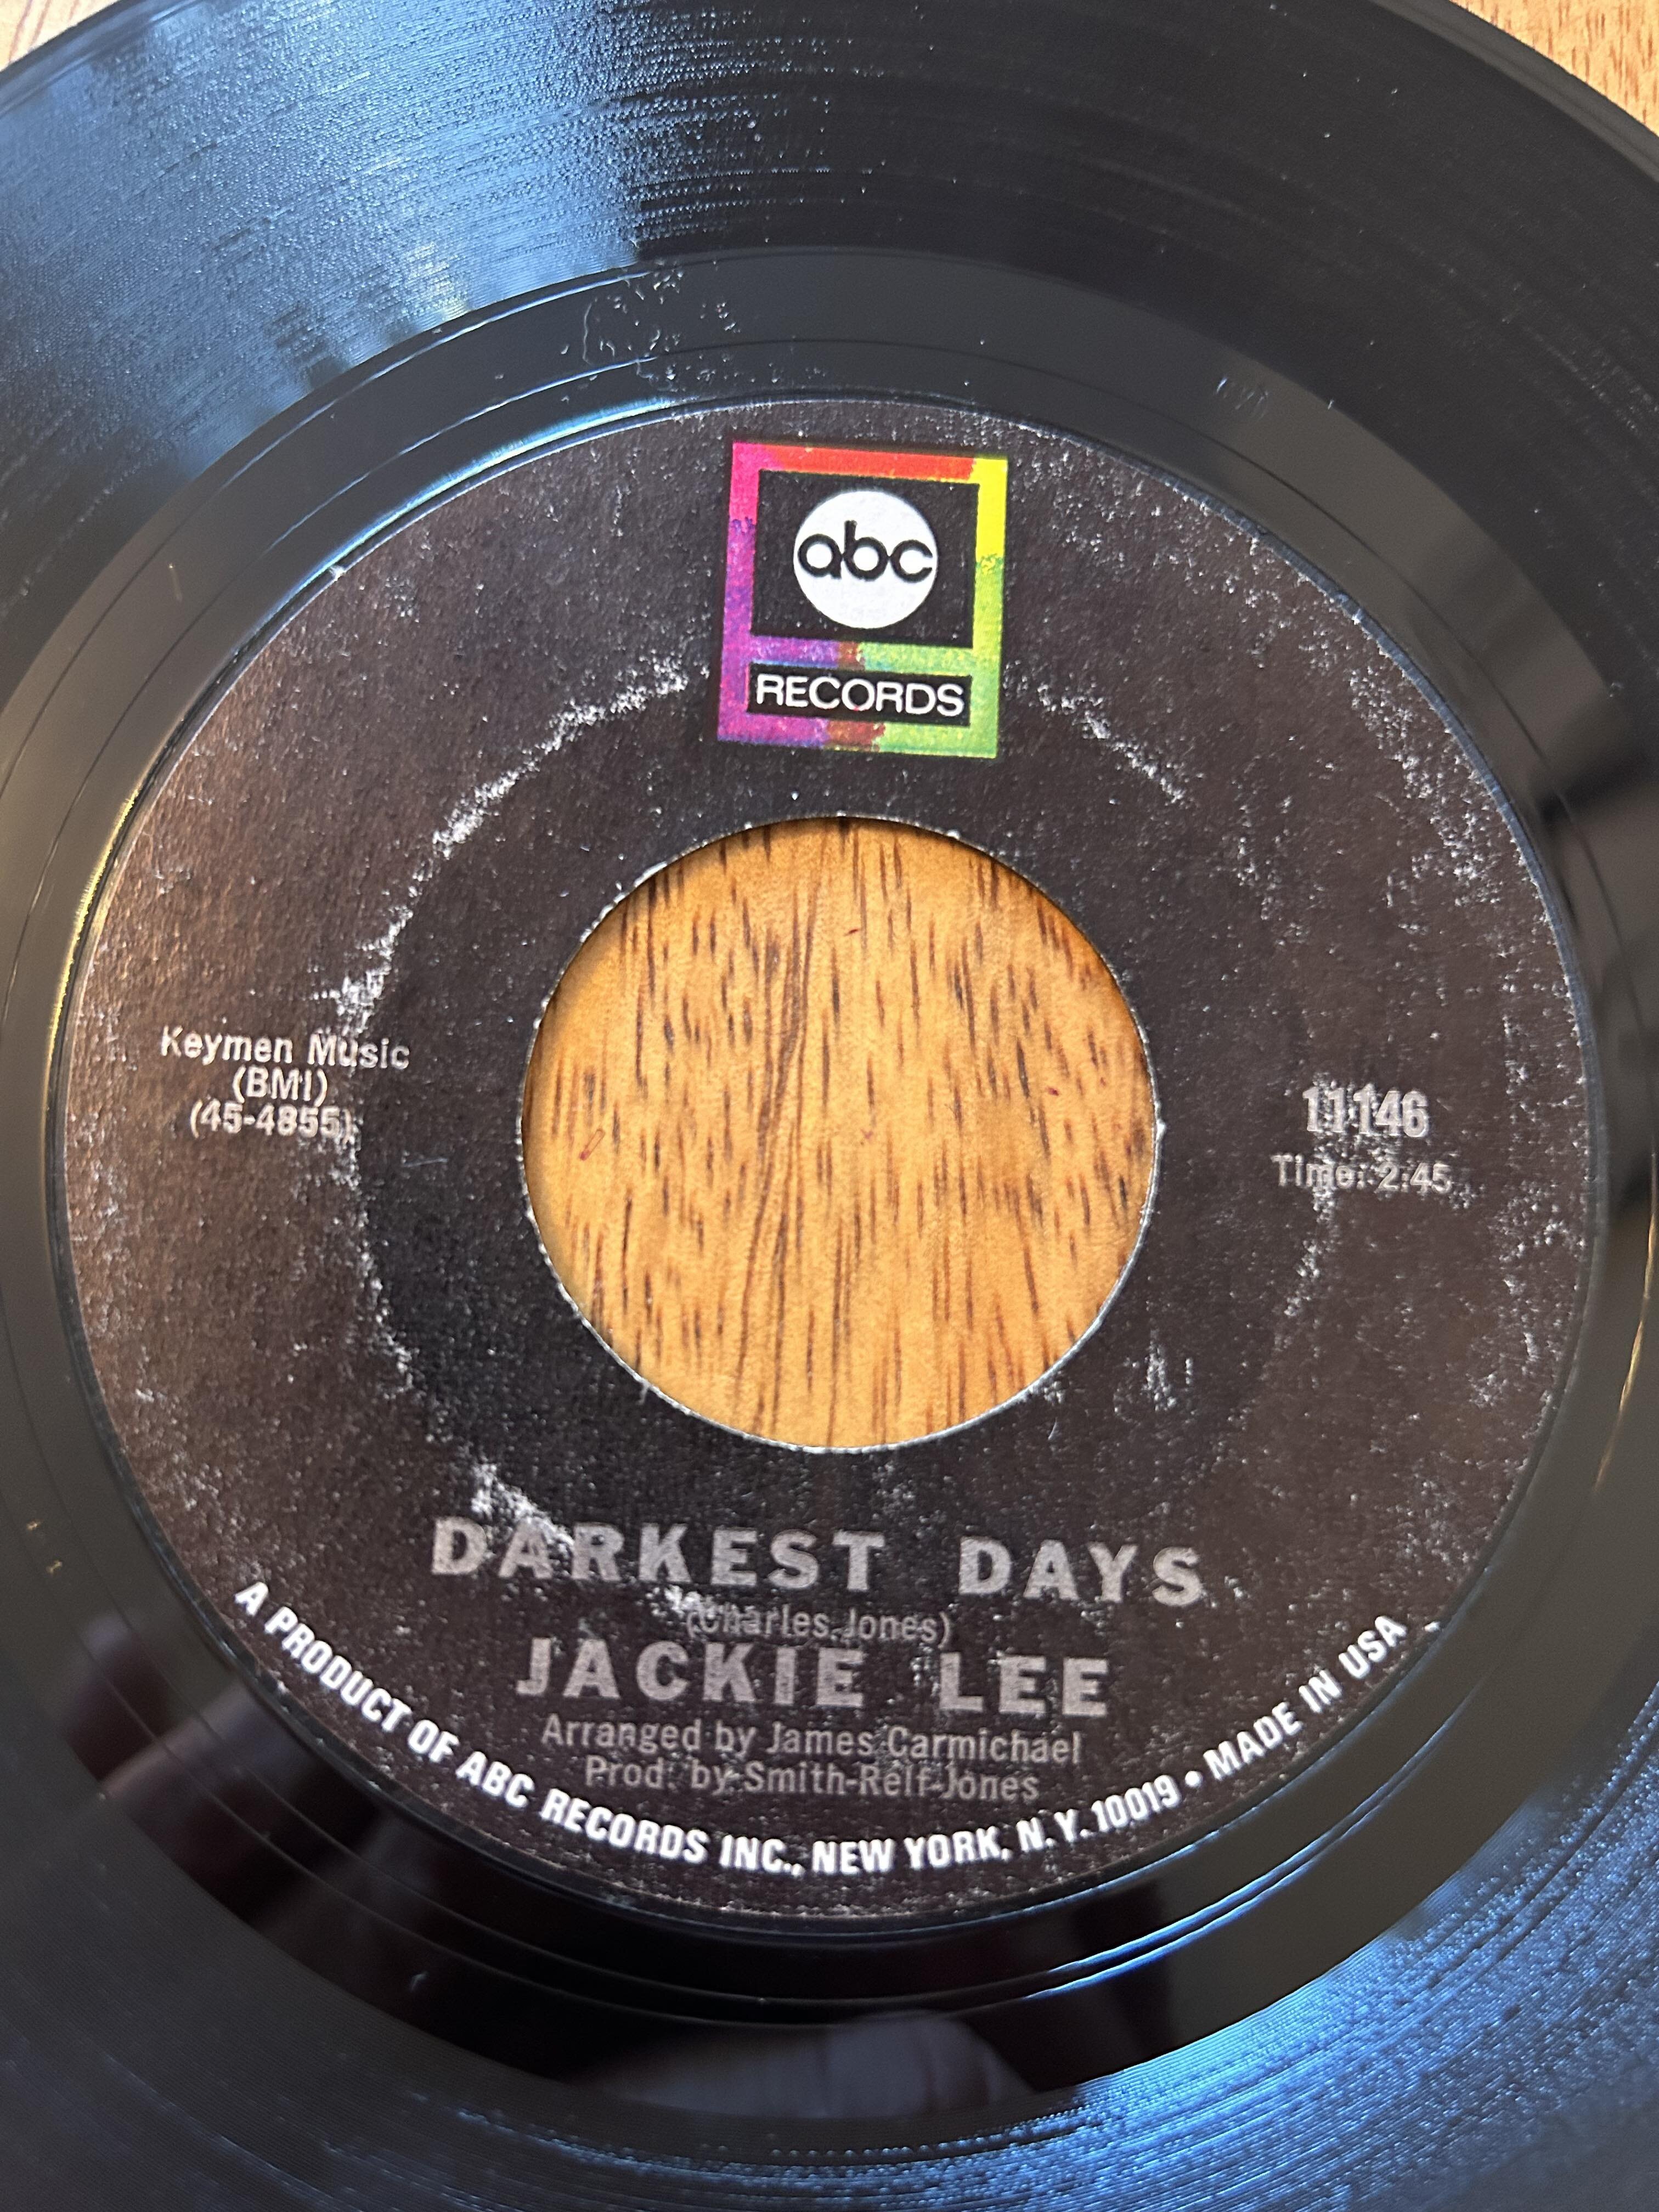 abc
RECORDS
Keymen Music
(BMI)
(45-4855)
11146
Time: 2:45
DARKEST DAYS
(Charles Jones)
JACKIE LEE
Arranged by James Carmichael
Prod. by Smith-Relf-Jones
A PRODUCT OF ABC RECORDS INC., NEW YORK, N.Y. 10019 • MADE IN USA